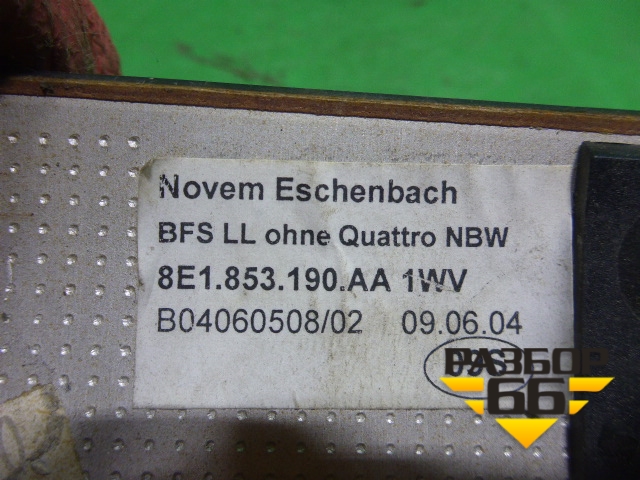 Novem Eschenbach
BFS LL ohne Quattro NBW
8E1.853.190.AA 1WV
B04060508/02 09.06.04
РАЗБОР
66